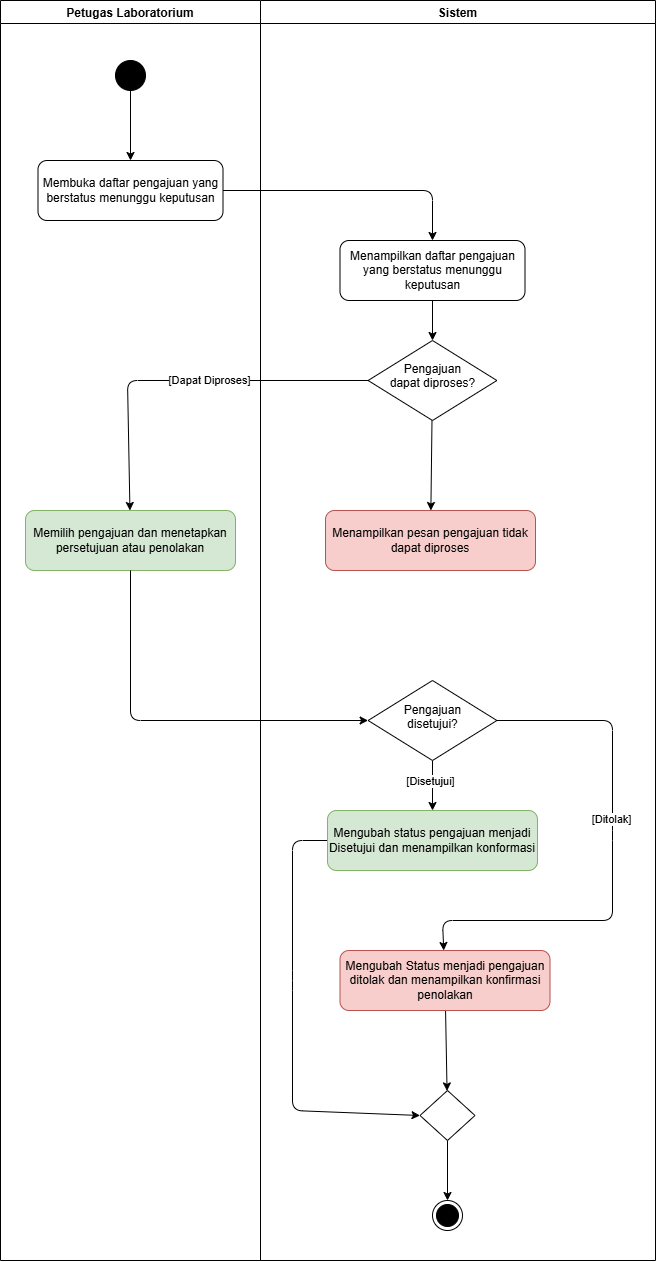 Petugas Laboratorium
Sistem
Membuka daftar pengajuan yang
berstatus menunggu keputusan
Menampilkan daftar pengajuan
yang berstatus menunggu
keputusan
Pengajuan
dapat diproses?
[Dapat Diproses]
Memilih pengajuan dan menetapkan
persetujuan atau penolakan
Menampilkan pesan pengajuan tidak
dapat diproses
Pengajuan
disetujui?
[Disetujui]
[Ditolak]
Mengubah status pengajuan menjadi
Disetujui dan menampilkan konformasi
Mengubah Status menjadi pengajuan
ditolak dan menampilkan konfirmasi
penolakan